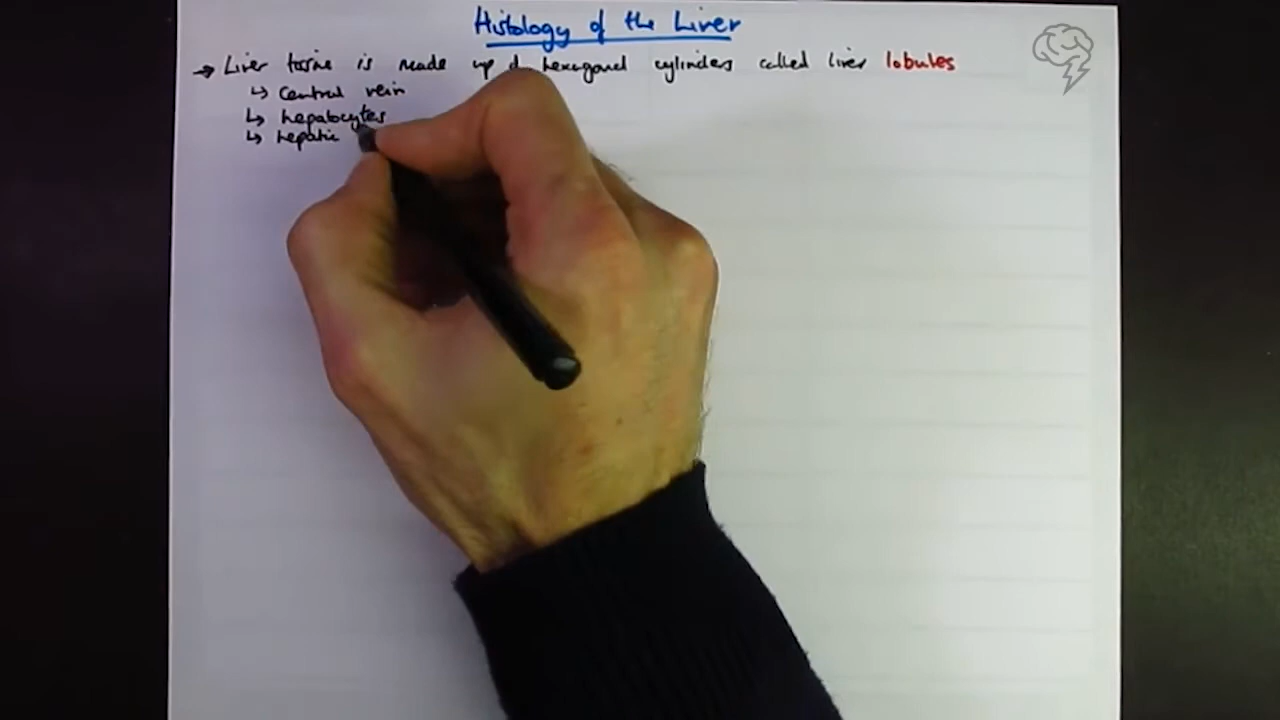 Histology of the Liver
→ Liver tissue is made up of hexagonal cylinders called liver lobules
↳ Central vein
↳ hepatocytes
↳ hepatic